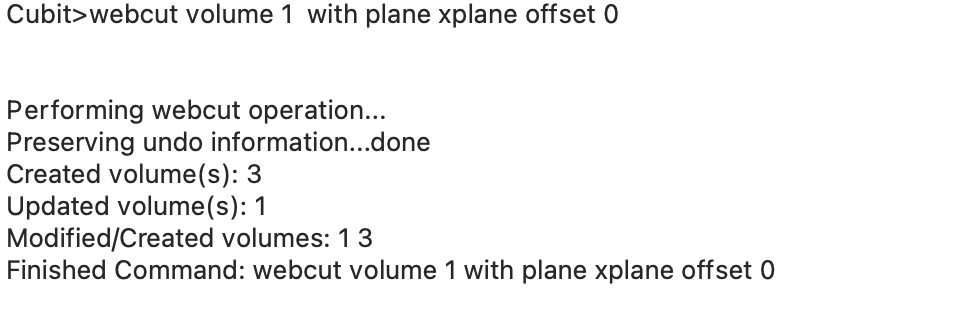 Cubit>webcut volume 1  with plane xplane offset 0
Performing webcut operation...
Preserving undo information...done
Created volume(s): 3
Updated volume(s): 1
Modified/Created volumes: 1 3
Finished Command: webcut volume 1 with plane xplane offset 0